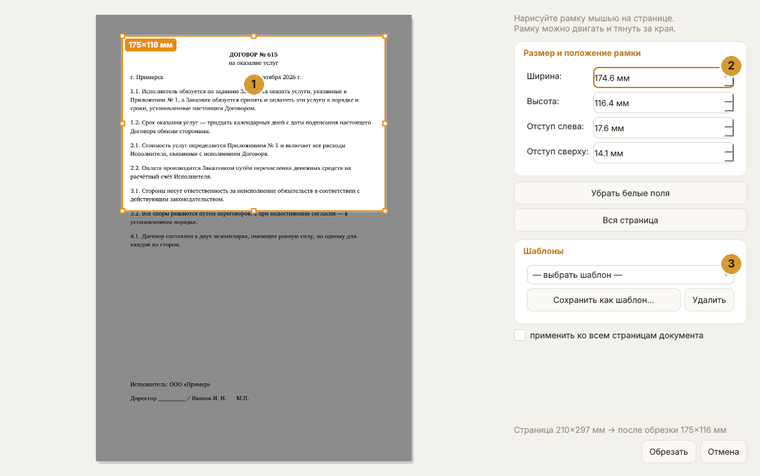 175×116 мм
ДОГОВОР № 615
на оказание услуг
г. Примерск
нтября 2026 г.
1
1.1. Исполнитель обязуется по заданию За оказать услуги, указанные в
Приложении № 1, а Заказчик обязуется принять и оплатить эти услуги в порядке и
сроки, установленные настоящим Договором.
1.2. Срок оказания услуг — тридцать календарных дней с даты подписания настоящего
Договора обеими сторонами.
2.1. Стоимость услуг определяется Приложением № 1 и включает все расходы
Исполнителя, связанные с исполнением Договора.
2.2. Оплата производится Заказчиком путём перечисления денежных средств на
расчётный счёт Исполнителя.
3.1. Стороны несут ответственность за неисполнение обязательств в соответствии с
действующим законодательством.
3.2. Все споры решаются путём переговоров, а при недостижении согласия — в
установленном порядке.
4.1. Договор составлен в двух экземплярах, имеющих равную силу, по одному для
каждой из сторон.
Исполнитель: ООО «Пример»
Директор ________ / Иванов И. И. М.П.
Нарисуйте рамку мышью на странице.
Рамку можно двигать и тянуть за края.
Размер и положение рамки
2
Ширина: 174.6 мм
Высота: 116.4 мм
Отступ слева: 17.6 мм
Отступ сверху: 14.1 мм
Убрать белые поля
Вся страница
Шаблоны
3
— выбрать шаблон —
Сохранить как шаблон... Удалить
применить ко всем страницам документа
Страница 210×297 мм → после обрезки 175×116 мм
Обрезать Отмена